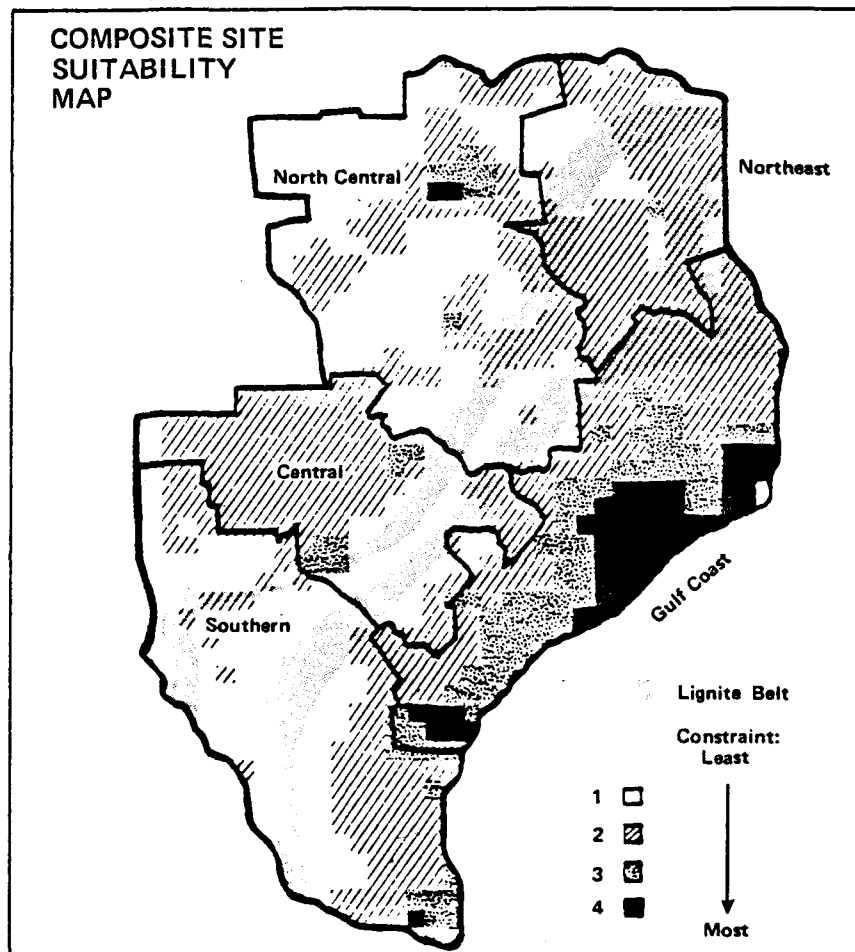 COMPOSITE SITE
SUITABILITY
MAP
North Central
Northeast
Central
Southern
Gulf Coast
Lignite Belt
Constraint:
Least
1
2
3
4
Most